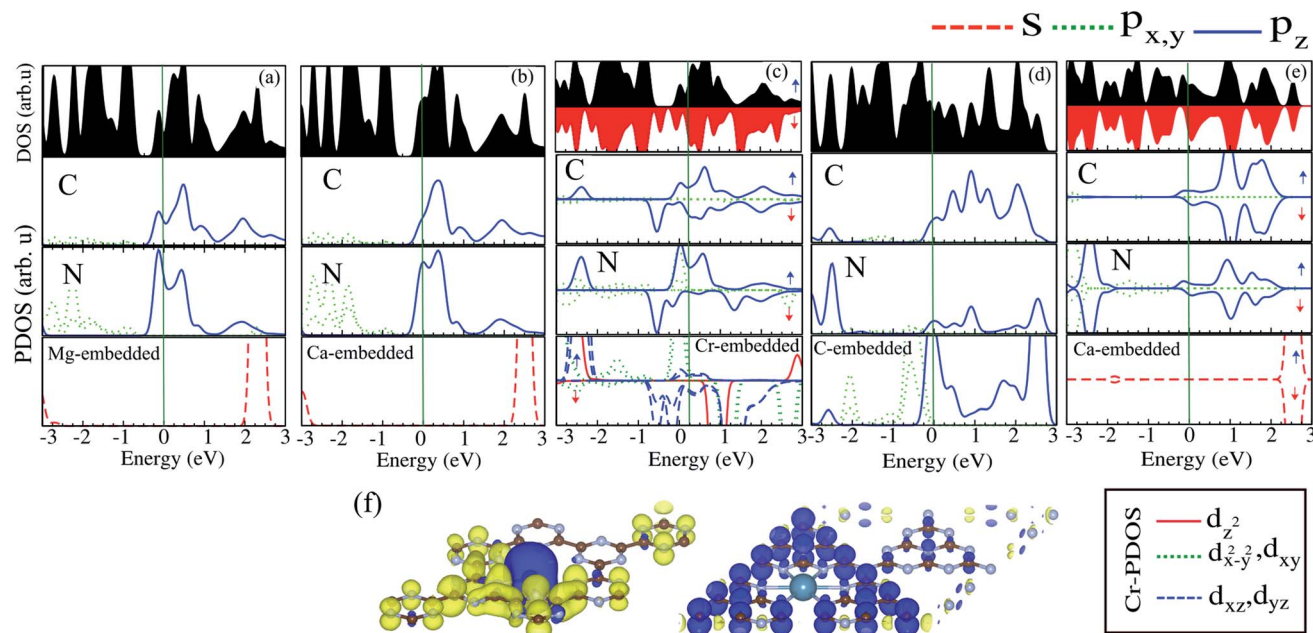 S p x,y p z
(a) (b) (c) (d) (e)
DOS (arb.u)
↑
↓
C C C C C
↑ ↑
↓ ↓
PDOS (arb. u)
N N N N N
↑ ↑
↓ ↓
Mg-embedded Ca-embedded Cr-embedded C-embedded Ca-embedded
↑ ↑
↓ ↓
-3 -2 -1 0 1 2 3 -3 -2 -1 0 1 2 3 -3 -2 -1 0 1 2 3 -3 -2 -1 0 1 2 3 -3 -2 -1 0 1 2 3
Energy (eV) Energy (eV) Energy (eV) Energy (eV) Energy (eV)
(f)
Cr-PDOS
d z²
d x²-y², d xy
d xz, d yz